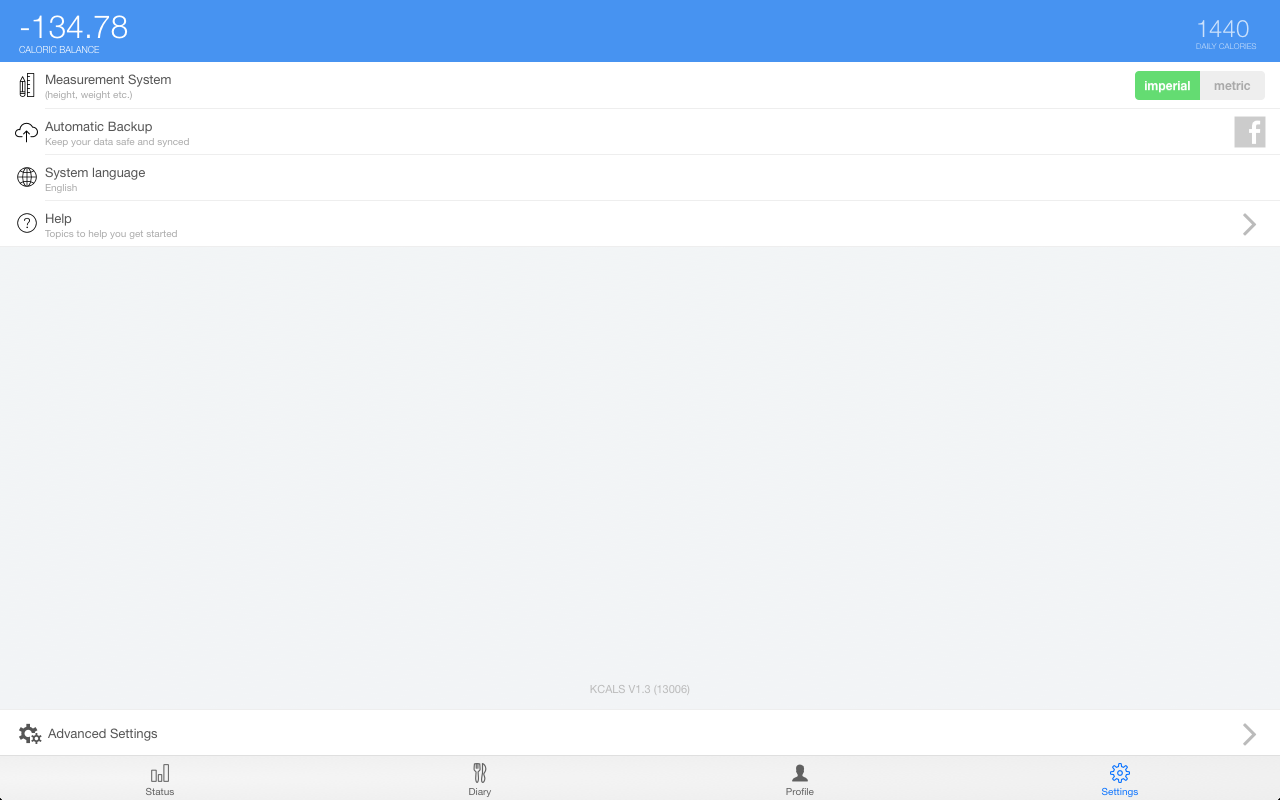 -134.78
CALORIC BALANCE
1440
DAILY CALORIES
Measurement System
(height, weight etc.)
imperial
metric
Automatic Backup
Keep your data safe and synced
f
System language
English
Help
?
Topics to help you get started
KCALS V1.3 (13006)
Advanced Settings
Status
Diary
Profile
Settings